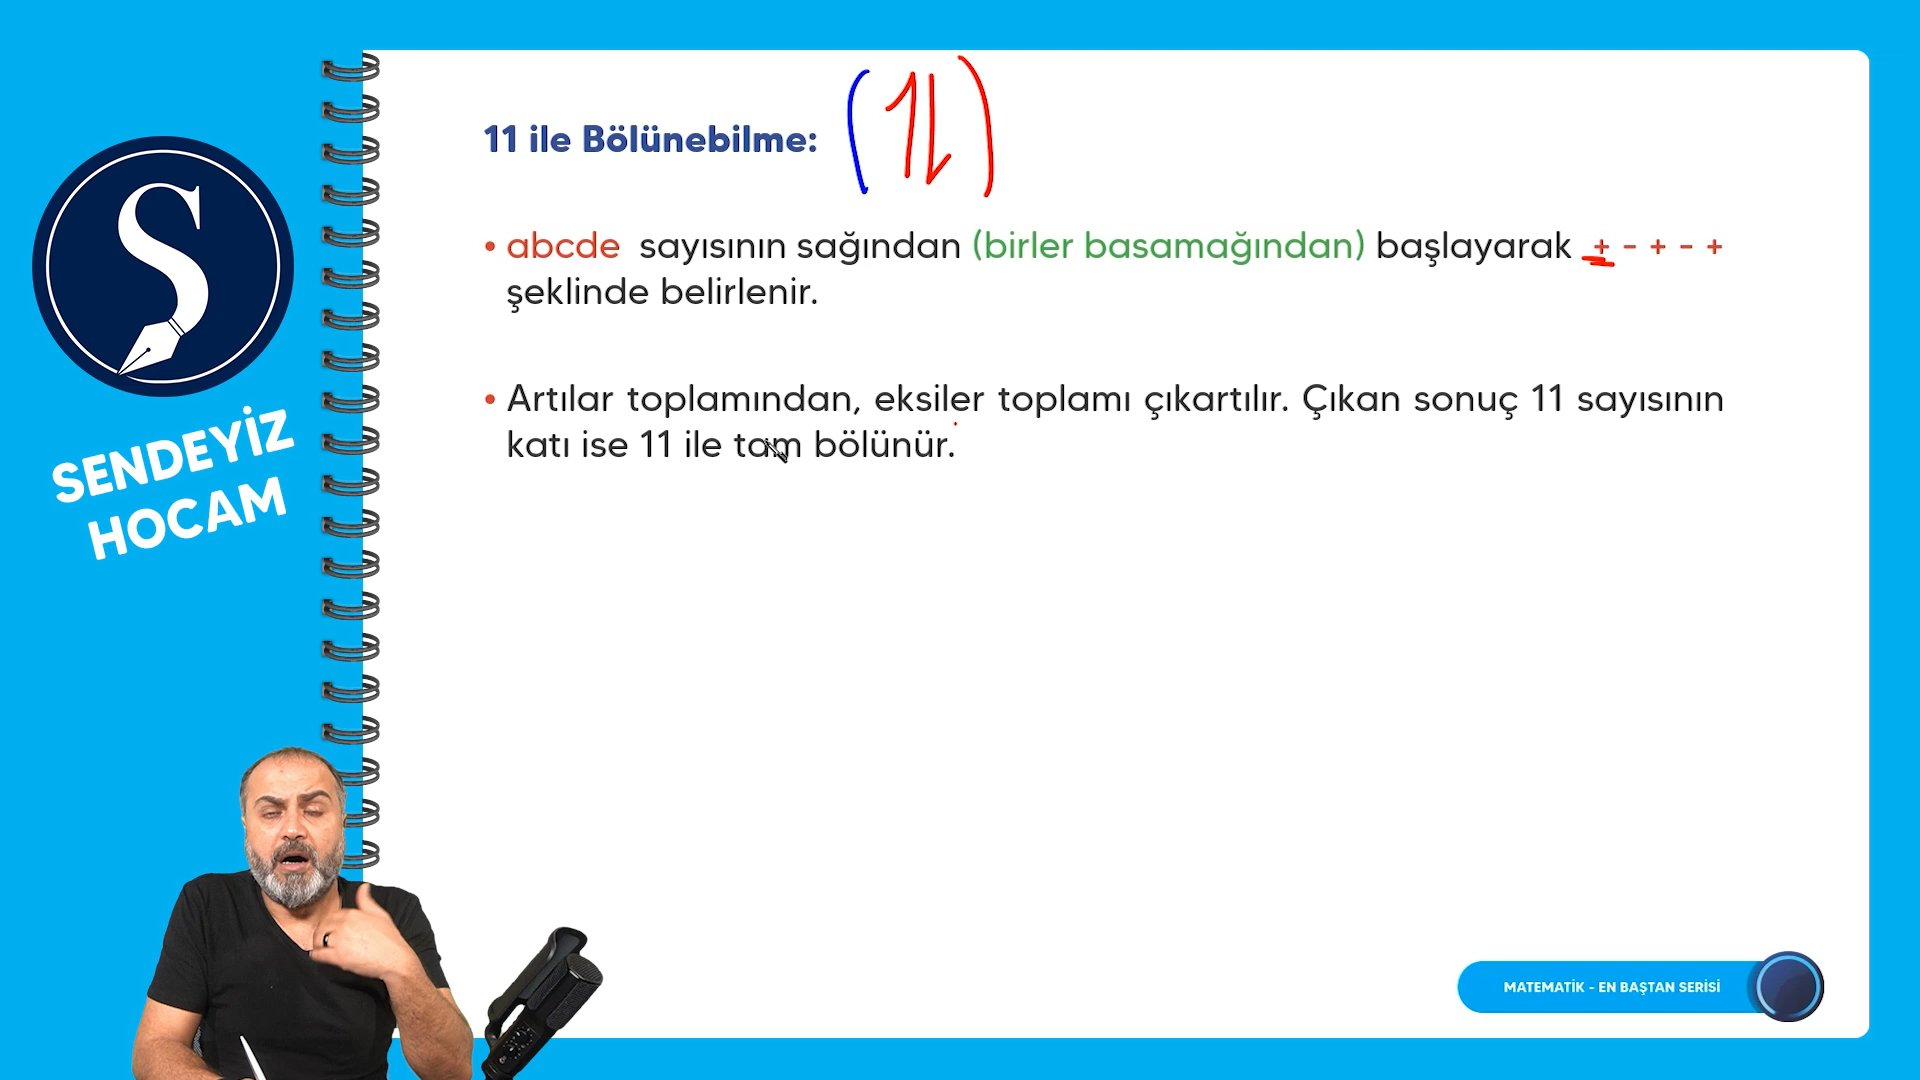 11 ile Bölünebilme:
• abcde sayısının sağından (birler basamağından) başlayarak + - + - +
şeklinde belirlenir.
• Artılar toplamından, eksiler toplamı çıkartılır. Çıkan sonuç 11 sayısının
katı ise 11 ile tam bölünür.
SENDEYİZ
HOCAM
MATEMATİK - EN BAŞTAN SERİSİ